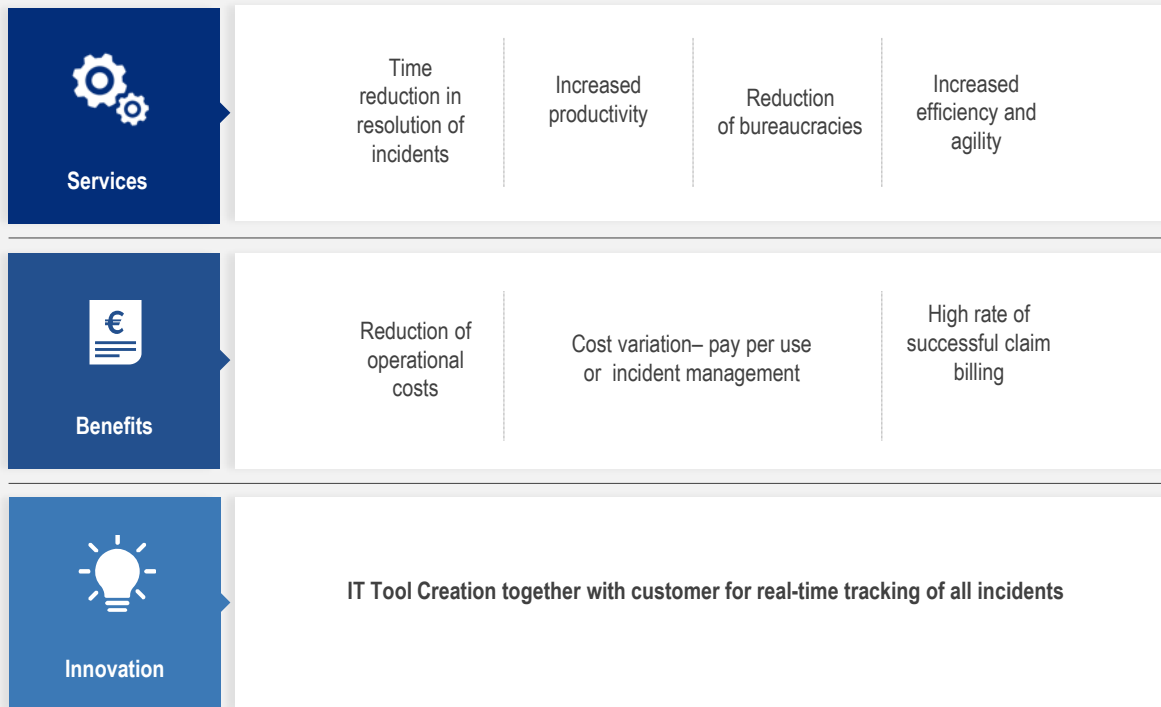 Services
Time
reduction in
resolution of
incidents
Increased
productivity
Reduction
of bureaucracies
Increased
efficiency and
agility
€
Benefits
Reduction of
operational
costs
Cost variation– pay per use
or  incident management
High rate of
successful claim
billing
Innovation
IT Tool Creation together with customer for real-time tracking of all incidents